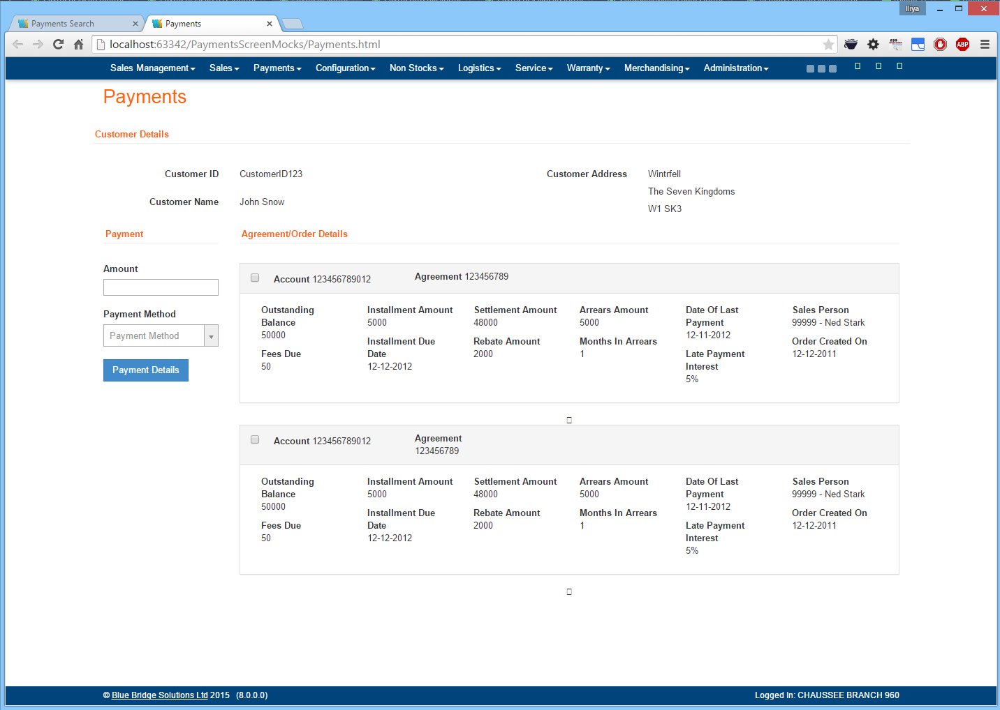 Iliya
Payments Search
Payments
localhost:63342/PaymentsScreenMocks/Payments.html
CSS
ABP
Sales Management Sales Payments Configuration Non Stocks Logistics Service Warranty Merchandising Administration
Payments
Customer Details
Customer ID CustomerID123
Customer Address Wintrfell
The Seven Kingdoms
W1 SK3
Customer Name John Snow
Payment
Amount
Payment Method
Payment Method
Payment Details
Agreement/Order Details
Account 123456789012 Agreement 123456789
Outstanding
Balance
50000
Fees Due
50
Installment Amount
5000
Installment Due
Date
12-12-2012
Settlement Amount
48000
Rebate Amount
2000
Arrears Amount
5000
Months In Arrears
1
Date Of Last
Payment
12-11-2012
Late Payment
Interest
5%
Sales Person
99999 - Ned Stark
Order Created On
12-12-2011
Account 123456789012 Agreement
123456789
Outstanding
Balance
50000
Fees Due
50
Installment Amount
5000
Installment Due
Date
12-12-2012
Settlement Amount
48000
Rebate Amount
2000
Arrears Amount
5000
Months In Arrears
1
Date Of Last
Payment
12-11-2012
Late Payment
Interest
5%
Sales Person
99999 - Ned Stark
Order Created On
12-12-2011
© Blue Bridge Solutions Ltd 2015 (8.0.0.0)
Logged In: CHAUSSEE BRANCH 960